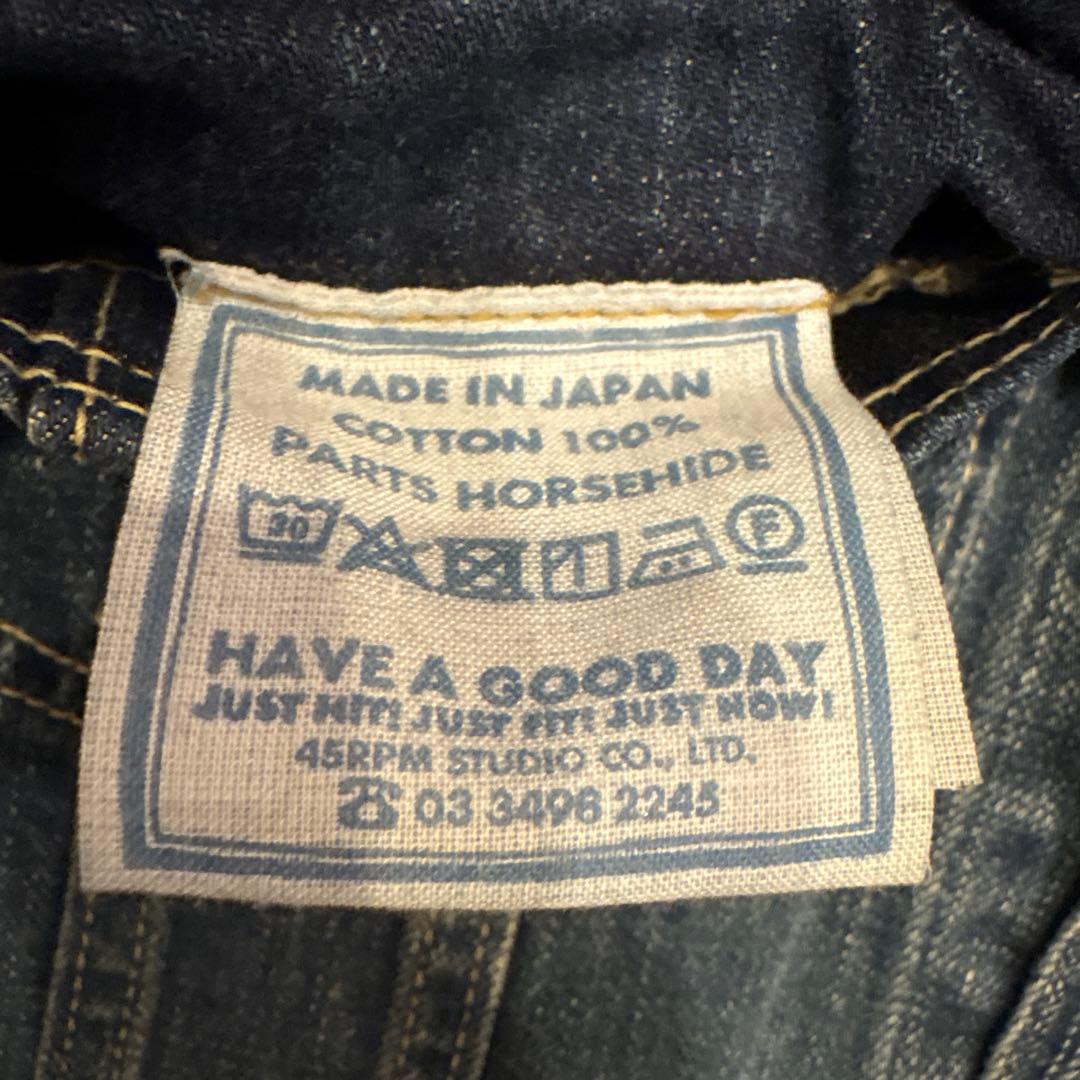 MADE IN JAPAN
COTTON 100%
PARTS HORSEHIDE
30 F
HAVE A GOOD DAY
JUST HIT! JUST FIT! JUST NOW!
45RPM STUDIO CO., LTD.
03 3498 2245